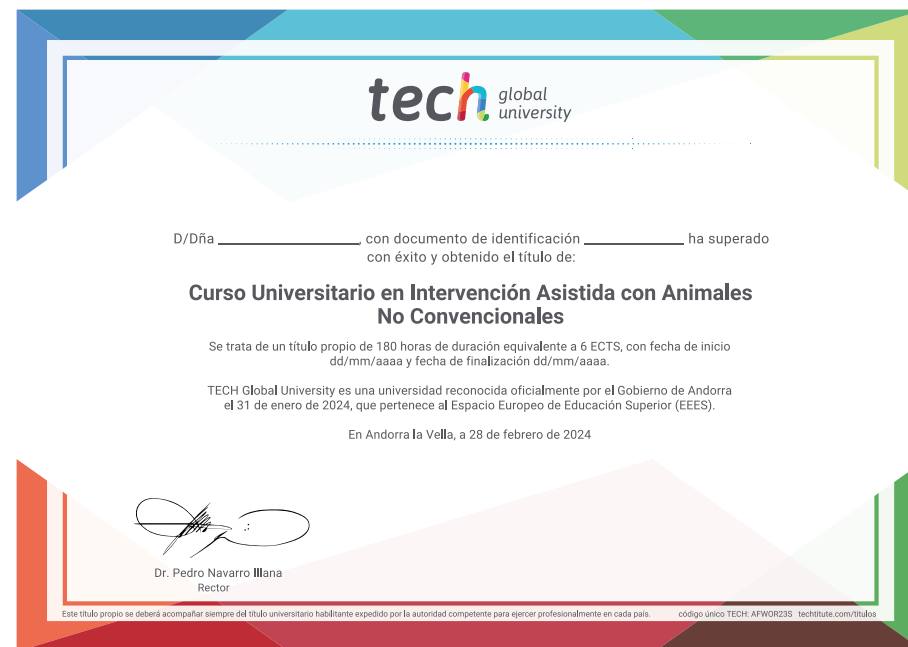 tech global
university
D/Dña ____________, con documento de identificación ____________ ha superado
con éxito y obtenido el título de:
Curso Universitario en Intervención Asistida con Animales
No Convencionales
Se trata de un título propio de 180 horas de duración equivalente a 6 ECTS, con fecha de inicio
dd/mm/aaaa y fecha de finalización dd/mm/aaaa.
TECH Global University es una universidad reconocida oficialmente por el Gobierno de Andorra
el 31 de enero de 2024, que pertenece al Espacio Europeo de Educación Superior (EEES).
En Andorra la Vella, a 28 de febrero de 2024
Dr. Pedro Navarro Illana
Rector
Este título propio se deberá acompañar siempre del título universitario habilitante expedido por la autoridad competente para ejercer profesionalmente en cada país. código único TECH: AFWOR23S techtitute.com/titulos